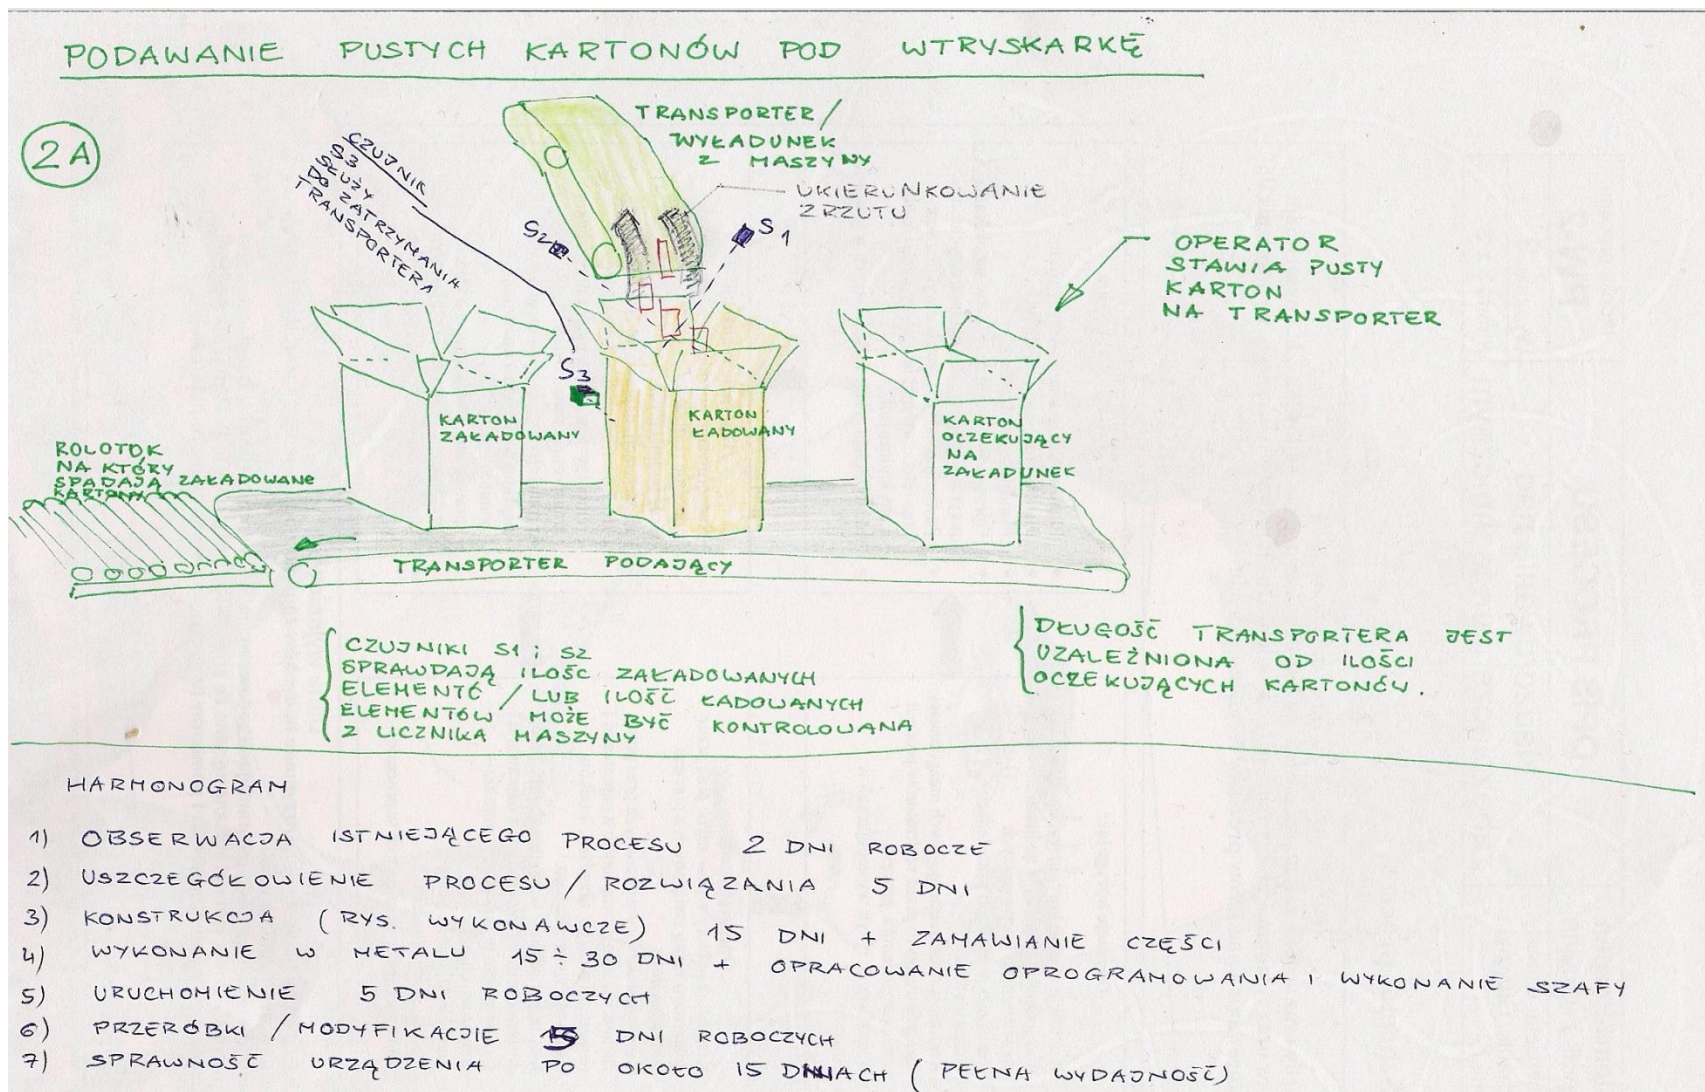 PODAWANIE PUSTYCH KARTONÓW POD WTRYSKARKĘ
2A
CZUJNIK
S3
SŁUŻY
DO ZATRZYMANIA
TRANSPORTERA
TRANSPORTER /
WYŁADUNEK
Z MASZYNY
UKIERUNKOWANIE
ZRZUTU
S2
S1
OPERATOR
STAWIA PUSTY
KARTON
NA TRANSPORTER
S3
KARTON
ZAŁADOWANY
KARTON
ŁADOWANY
KARTON
OCZEKUJĄCY
NA
ZAŁADUNEK
ROLOTOK
NA KTÓRY
SPADAJĄ ZAŁADOWANE
KARTONY
TRANSPORTER PODAJĄCY
CZUJNIKI S1 ; S2
SPRAWDAJĄ ILOŚĆ ZAŁADOWANYCH
ELEMENTÓ / LUB ILOŚĆ ŁADOWANYCH
ELEMENTÓW MOŻE BYĆ KONTROLOWANA
Z LICZNIKA MASZYNY
DŁUGOŚĆ TRANSPORTERA JEST
UZALEŻNIONA OD ILOŚCI
OCZEKUJĄCYCH KARTONÓW.
HARMONOGRAM
1) OBSERWACJA ISTNIEJĄCEGO PROCESU 2 DNI ROBOCZE
2) USZCZEGÓŁOWIENIE PROCESU / ROZWIĄZANIA 5 DNI
3) KONSTRUKCJA (RYS. WYKONAWCZE) 15 DNI + ZAMAWIANIE CZĘŚCI
4) WYKONANIE W METALU 15 ÷ 30 DNI + OPRACOWANIE OPROGRAMOWANIA I WYKONANIE SZAFY
5) URUCHOMIENIE 5 DNI ROBOCZYCH
6) PRZERÓBKI / MODYFIKACJIE DNI ROBOCZYCH
7) SPRAWNOŚĆ URZĄDZENIA PO OKOŁO 15 DNIACH (PEŁNA WYDAJNOŚĆ)